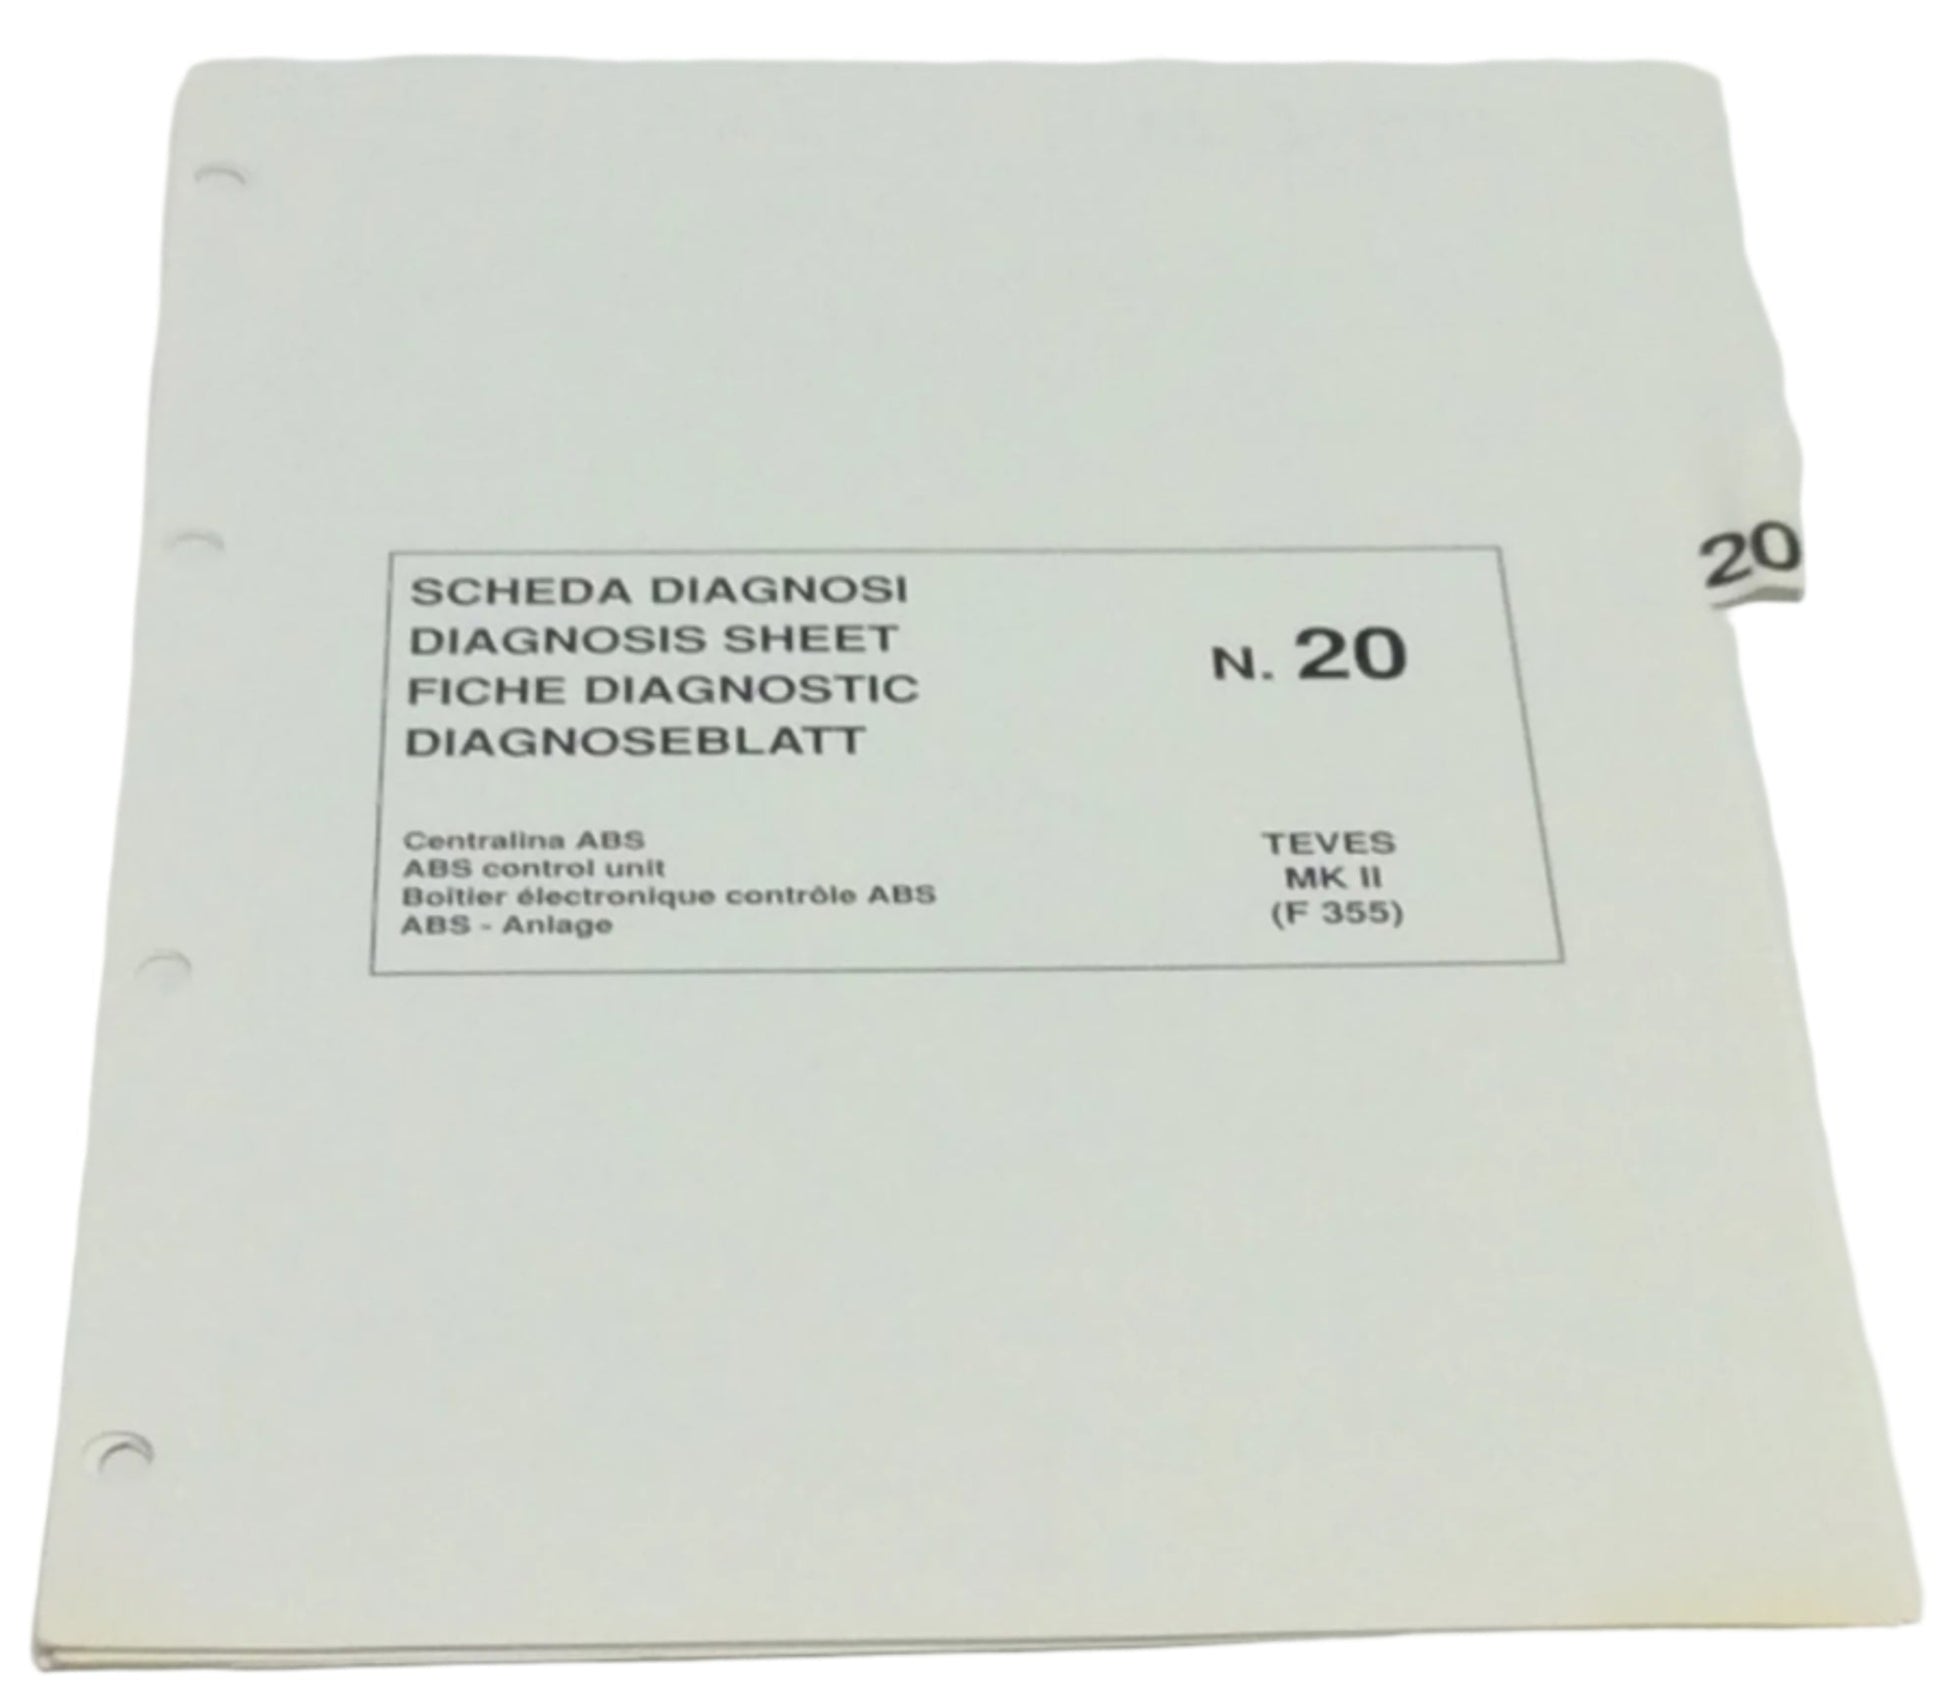 SCHEDA DIAGNOSI
DIAGNOSIS SHEET
FICHE DIAGNOSTIC
DIAGNOSEBLATT
N. 20
Centralina ABS
ABS control unit
Boîtier électronique contrôle ABS
ABS - Anlage
TEVES
MK II
(F 355)
20